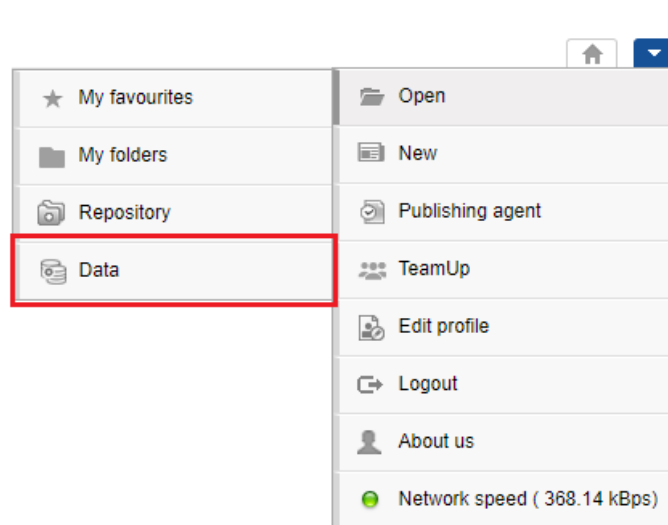 My favourites
My folders
Repository
Data
Open
New
Publishing agent
TeamUp
Edit profile
Logout
About us
Network speed ( 368.14 kBps)